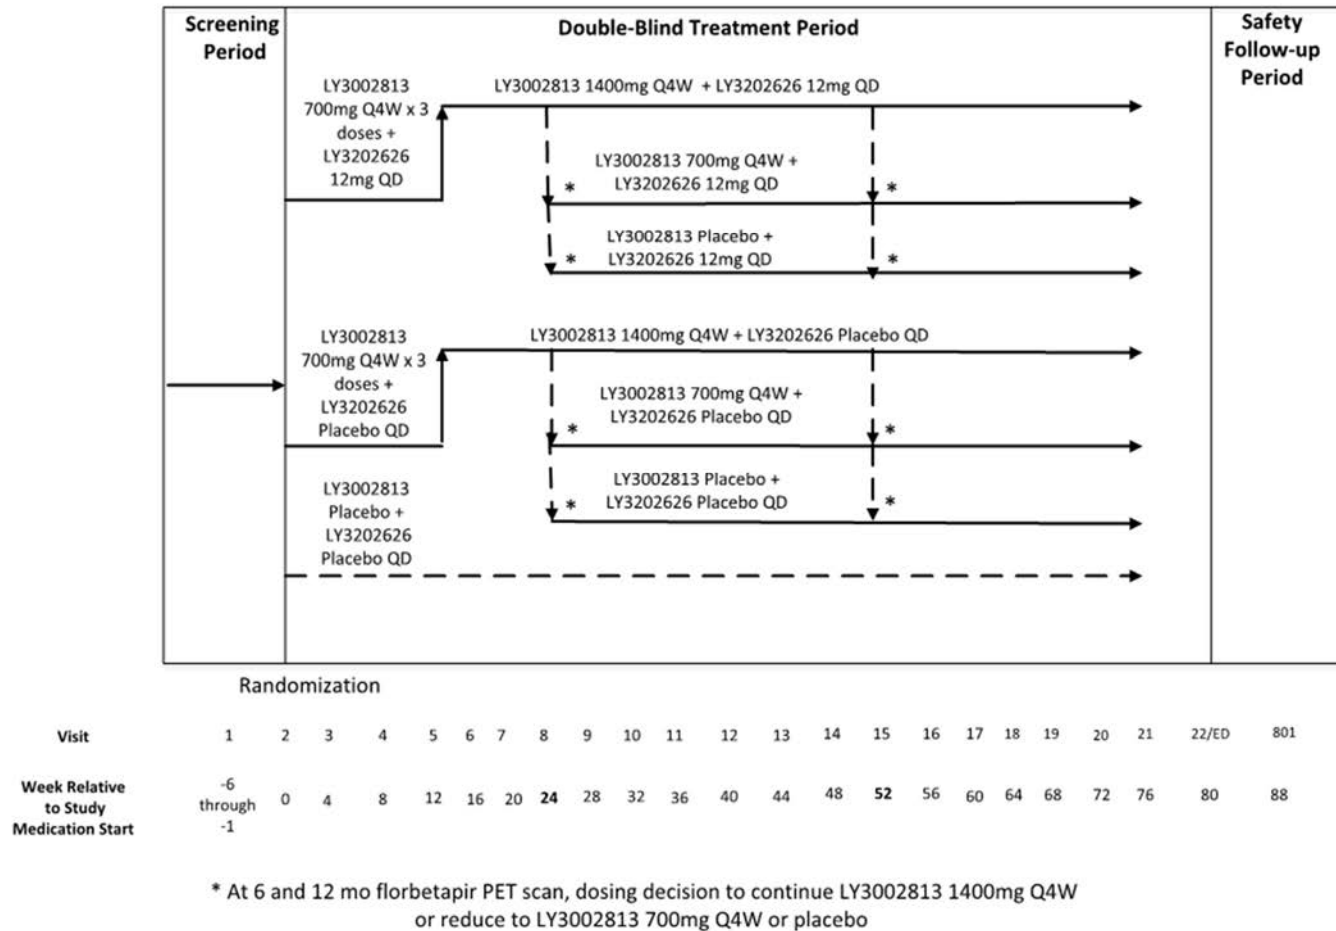 Screening
Period
Double-Blind Treatment Period
Safety
Follow-up
Period
LY3002813
700mg Q4W x 3
doses +
LY3202626
12mg QD
LY3002813 1400mg Q4W + LY3202626 12mg QD
LY3002813 700mg Q4W +
LY3202626 12mg QD
*
*
LY3002813 Placebo +
LY3202626 12mg QD
*
*
LY3002813
700mg Q4W x 3
doses +
LY3202626
Placebo QD
LY3002813 1400mg Q4W + LY3202626 Placebo QD
LY3002813 700mg Q4W +
LY3202626 Placebo QD
*
*
LY3002813 Placebo +
LY3202626 Placebo QD
*
*
LY3002813
Placebo +
LY3202626
Placebo QD
Randomization
Visit 1 2 3 4 5 6 7 8 9 10 11 12 13 14 15 16 17 18 19 20 21 22/ED 801
Week Relative
to Study
Medication Start
-6
through
-1
0 4 8 12 16 20 24 28 32 36 40 44 48 52 56 60 64 68 72 76 80 88
* At 6 and 12 mo florbetapir PET scan, dosing decision to continue LY3002813 1400mg Q4W
or reduce to LY3002813 700mg Q4W or placebo